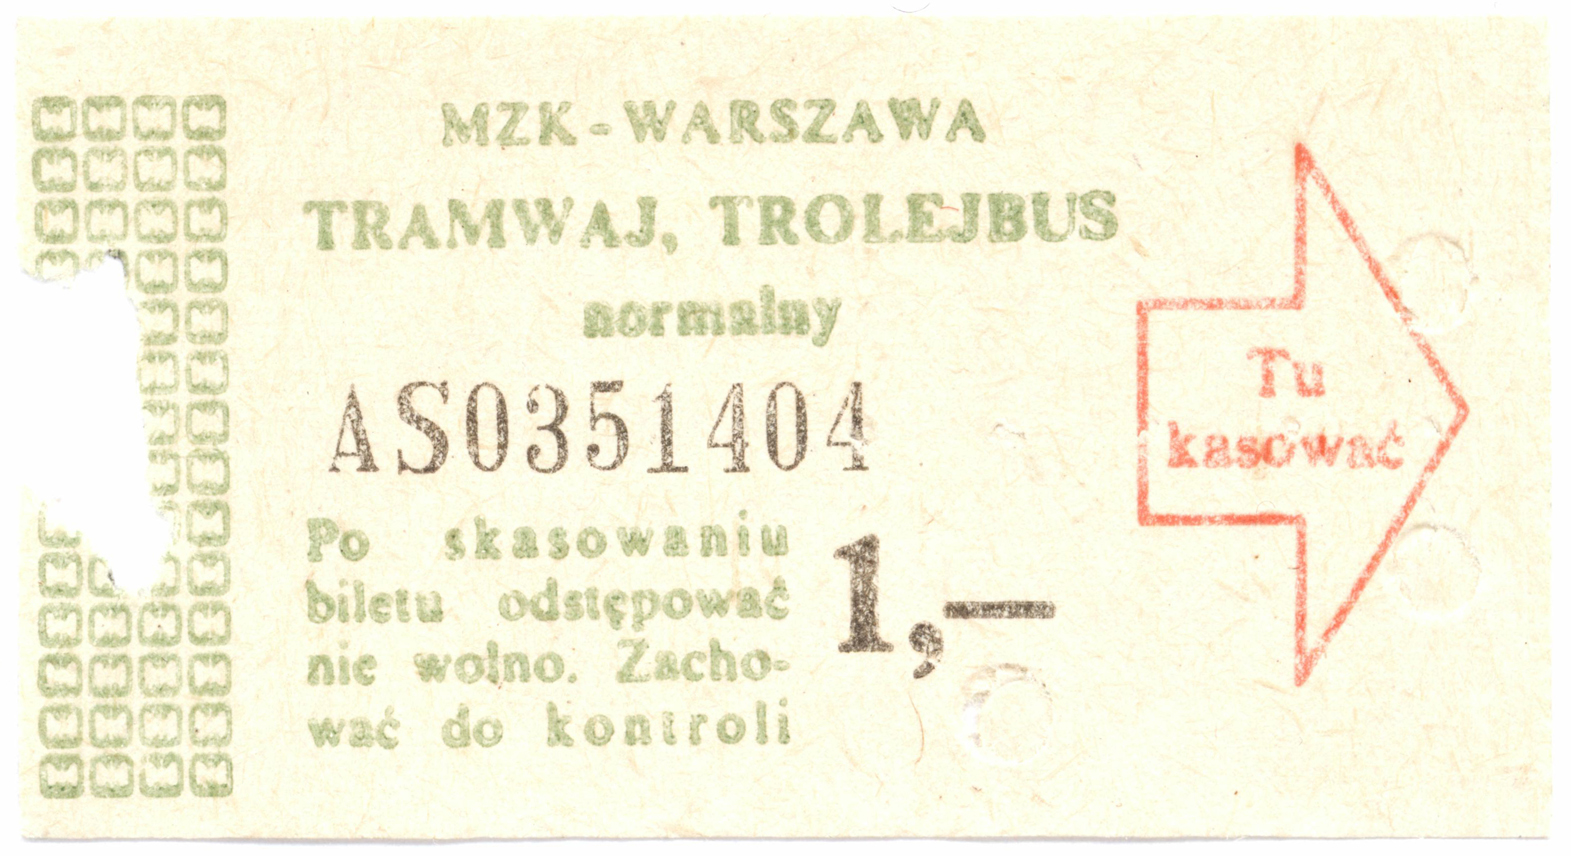 MZK-WARSZAWA
TRAMWAJ, TROLEJBUS
normalny
AS0351404
Po skasowaniu
biletu odstępować
nie wolno. Zacho-
wać do kontroli
1,—
Tu
kasować